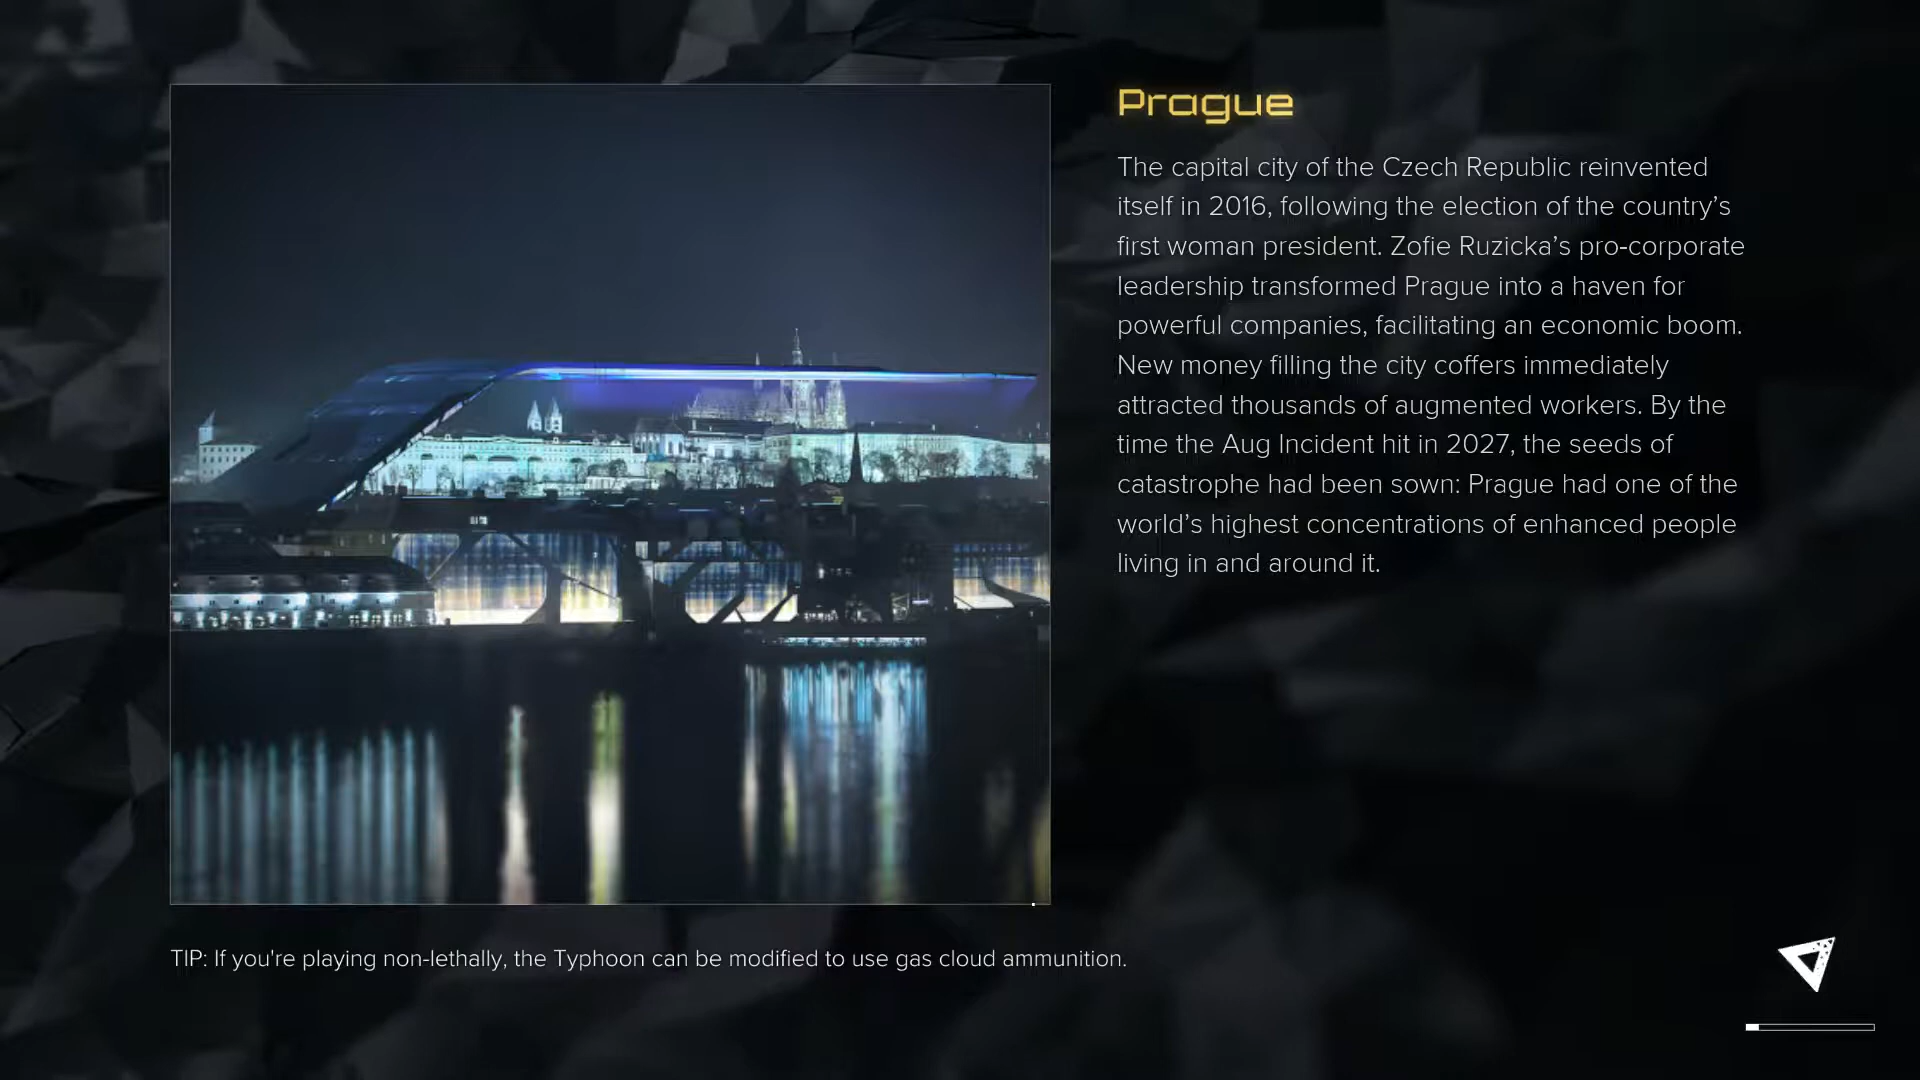 Prague
The capital city of the Czech Republic reinvented
itself in 2016, following the election of the country’s
first woman president. Zofie Ruzicka’s pro-corporate
leadership transformed Prague into a haven for
powerful companies, facilitating an economic boom.
New money filling the city coffers immediately
attracted thousands of augmented workers. By the
time the Aug Incident hit in 2027, the seeds of
catastrophe had been sown: Prague had one of the
world’s highest concentrations of enhanced people
living in and around it.
TIP: If you're playing non-lethally, the Typhoon can be modified to use gas cloud ammunition.